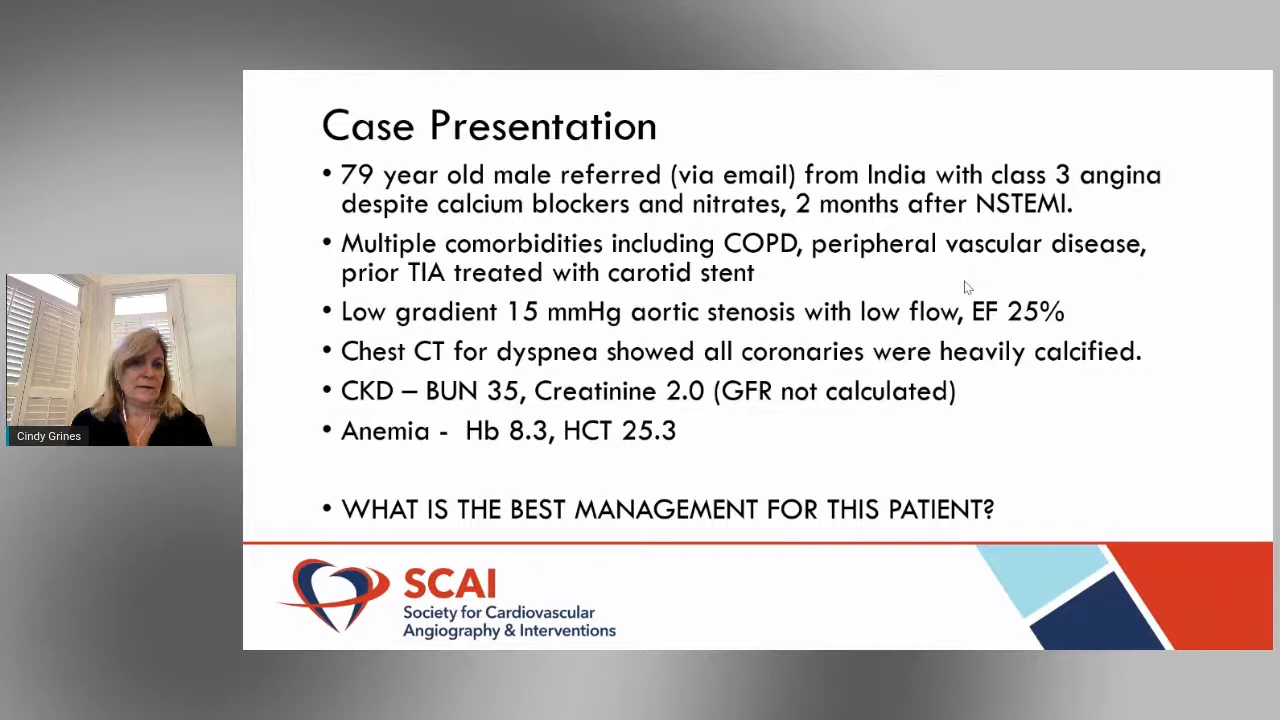 Case Presentation
• 79 year old male referred (via email) from India with class 3 angina
despite calcium blockers and nitrates, 2 months after NSTEMI.
• Multiple comorbidities including COPD, peripheral vascular disease,
prior TIA treated with carotid stent
• Low gradient 15 mmHg aortic stenosis with low flow, EF 25%
• Chest CT for dyspnea showed all coronaries were heavily calcified.
• CKD – BUN 35, Creatinine 2.0 (GFR not calculated)
• Anemia - Hb 8.3, HCT 25.3
• WHAT IS THE BEST MANAGEMENT FOR THIS PATIENT?
Cindy Grines
SCAI
Society for Cardiovascular
Angiography & Interventions